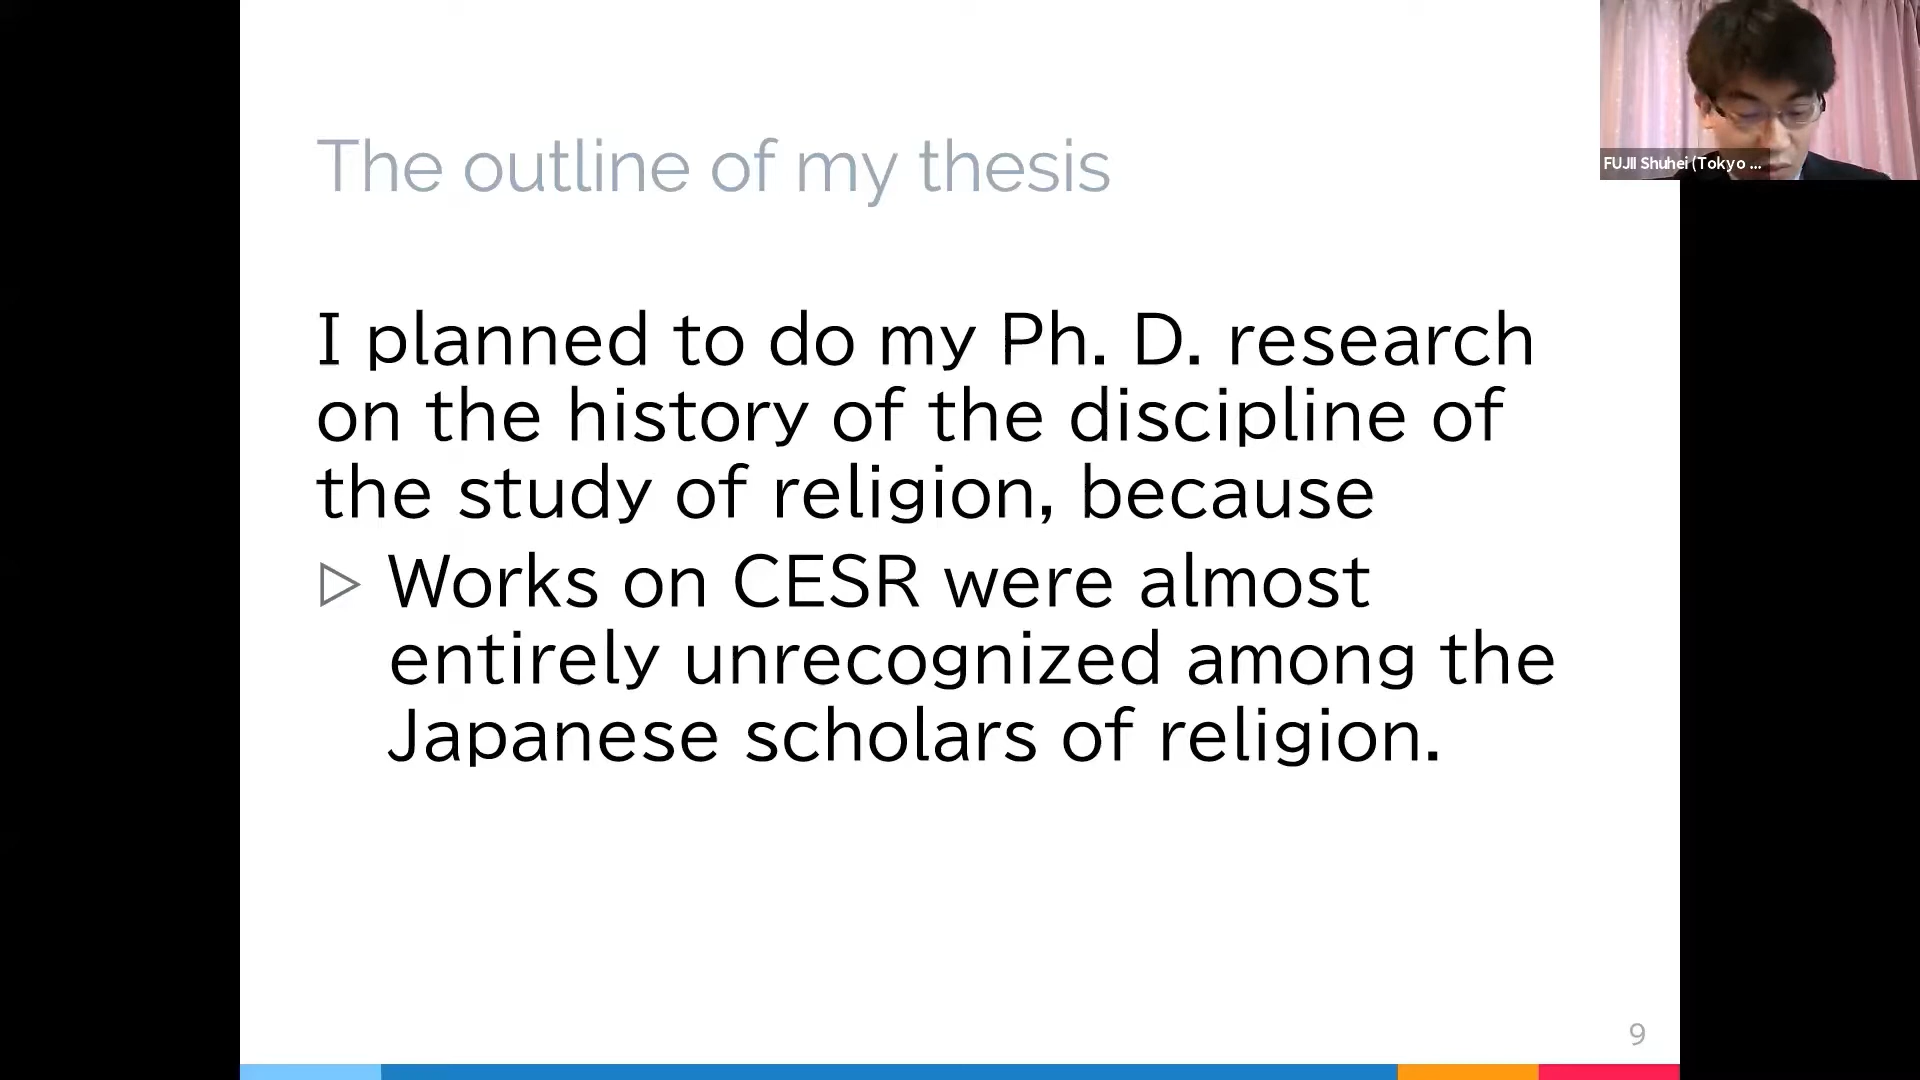 The outline of my thesis
FUJII Shuhei (Tokyo ...
I planned to do my Ph. D. research
on the history of the discipline of
the study of religion, because
▷ Works on CESR were almost
entirely unrecognized among the
Japanese scholars of religion.
9